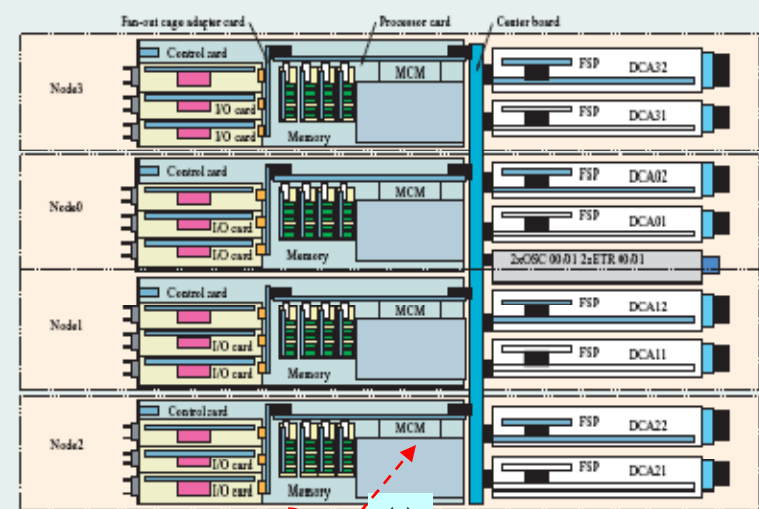 Fan-out cage adapter card Processor card Center board
Node3
Control card
I/O card
I/O card
Memory
MCM
FSP DCA32
FSP DCA31
Node0
Control card
I/O card
I/O card
Memory
MCM
FSP DCA02
FSP DCA01
2xOSC 00/01 2xETR 00/01
Node1
Control card
I/O card
I/O card
Memory
MCM
FSP DCA12
FSP DCA11
Node2
Control card
I/O card
I/O card
Memory
MCM
FSP DCA22
FSP DCA21